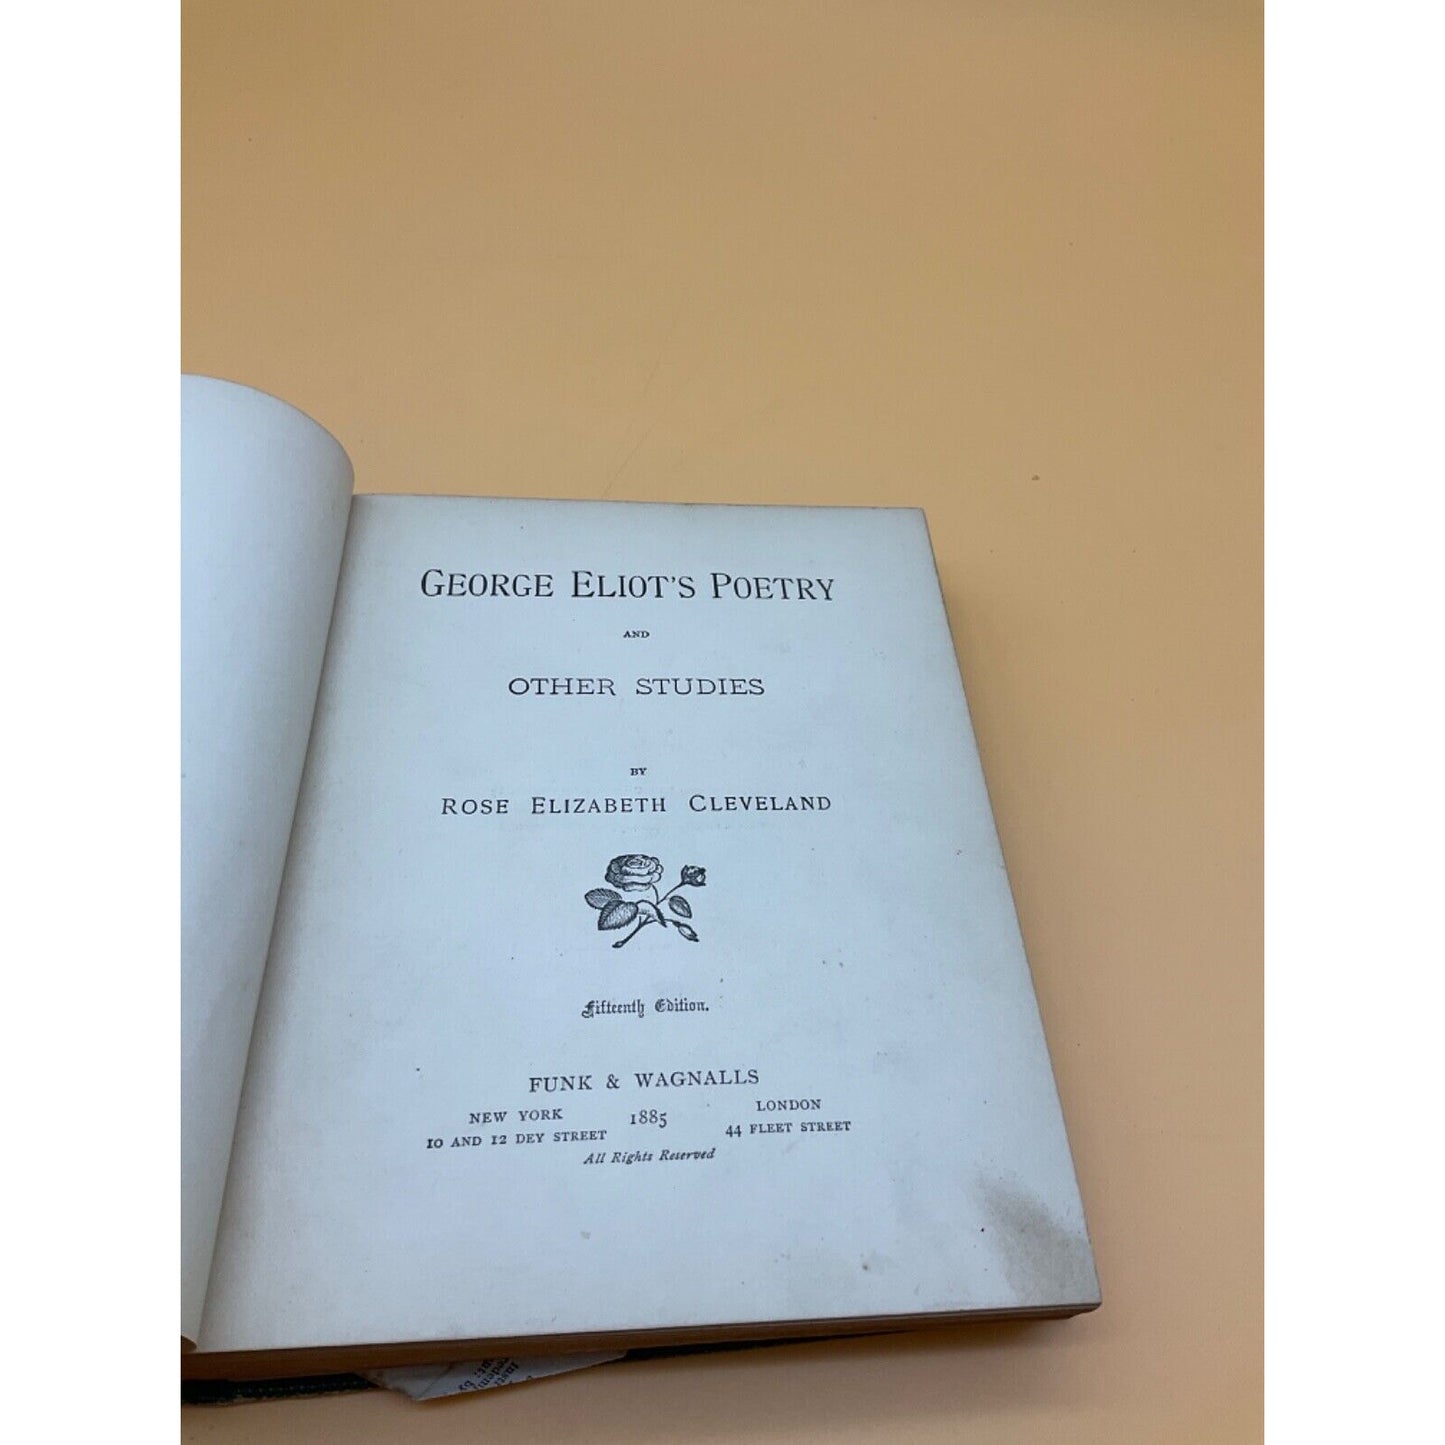 GEORGE ELIOT'S POETRY
AND
OTHER STUDIES
BY
ROSE ELIZABETH CLEVELAND
Fifteenth Edition.
FUNK & WAGNALLS
NEW YORK 1885 LONDON
10 AND 12 DEY STREET 44 FLEET STREET
All Rights Reserved